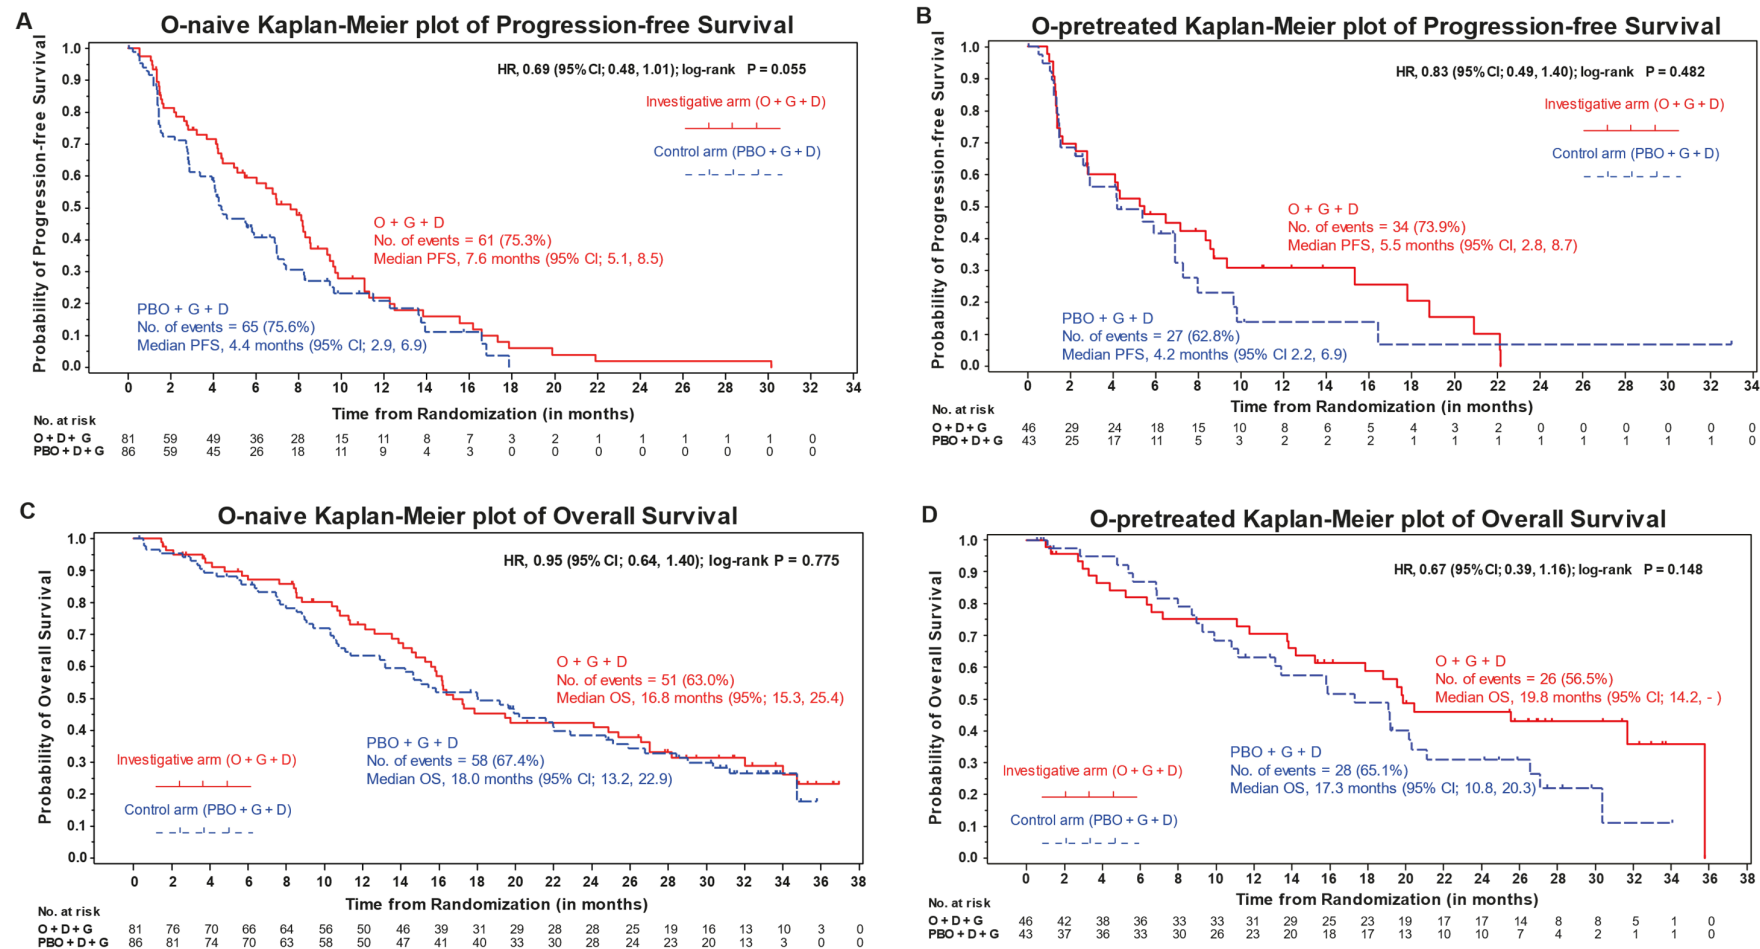 A
O-naive Kaplan-Meier plot of Progression-free Survival
Probability of Progression-free Survival
1.0
0.9
0.8
0.7
0.6
0.5
0.4
0.3
0.2
0.1
0.0
HR, 0.69 (95%CI; 0.48, 1.01); log-rank P = 0.055
Investigative arm (O + G + D)
Control arm (PBO + G + D)
O + G + D
No. of events = 61 (75.3%)
Median PFS, 7.6 months (95% CI; 5.1, 8.5)
PBO + G + D
No. of events = 65 (75.6%)
Median PFS, 4.4 months (95% CI; 2.9, 6.9)
0 2 4 6 8 10 12 14 16 18 20 22 24 26 28 30 32 34
Time from Randomization (in months)
No. at risk
O + D + G 81 59 49 36 28 15 11 8 7 3 2 1 1 1 1 1 0
PBO + D + G 86 59 45 26 18 11 9 4 3 0 0 0 0 0 0 0 0
B
O-pretreated Kaplan-Meier plot of Progression-free Survival
Probability of Progression-free Survival
1.0
0.9
0.8
0.7
0.6
0.5
0.4
0.3
0.2
0.1
0.0
HR, 0.83 (95%CI; 0.49, 1.40); log-rank P = 0.482
Investigative arm (O + G + D)
Control arm (PBO + G + D)
O + G + D
No. of events = 34 (73.9%)
Median PFS, 5.5 months (95% CI, 2.8, 8.7)
PBO + G + D
No. of events = 27 (62.8%)
Median PFS, 4.2 months (95% CI 2.2, 6.9)
0 2 4 6 8 10 12 14 16 18 20 22 24 26 28 30 32 34
Time from Randomization (in months)
No. at risk
O + D + G 46 29 24 18 15 10 8 6 5 4 3 2 0 0 0 0 0 0
PBO + D + G 43 25 17 11 5 3 2 2 2 1 1 1 1 1 1 1 1 0
C
O-naive Kaplan-Meier plot of Overall Survival
Probability of Overall Survival
1.0
0.9
0.8
0.7
0.6
0.5
0.4
0.3
0.2
0.1
0.0
HR, 0.95 (95%CI; 0.64, 1.40); log-rank P = 0.775
O + G + D
No. of events = 51 (63.0%)
Median OS, 16.8 months (95%; 15.3, 25.4)
PBO + G + D
No. of events = 58 (67.4%)
Median OS, 18.0 months (95% CI; 13.2, 22.9)
Investigative arm (O + G + D)
Control arm (PBO + G + D)
0 2 4 6 8 10 12 14 16 18 20 22 24 26 28 30 32 34 36 38
Time from Randomization (in months)
No. at risk
O + D + G 81 76 70 66 64 56 50 46 39 31 29 28 28 25 19 16 13 10 3 0
PBO + D + G 86 81 74 70 63 58 50 47 41 40 33 30 28 24 23 20 13 3 0 0
D
O-pretreated Kaplan-Meier plot of Overall Survival
Probability of Overall Survival
1.0
0.9
0.8
0.7
0.6
0.5
0.4
0.3
0.2
0.1
0.0
HR, 0.67 (95%CI; 0.39, 1.16); log-rank P = 0.148
O + G + D
No. of events = 26 (56.5%)
Median OS, 19.8 months (95% CI; 14.2, - )
PBO + G + D
No. of events = 28 (65.1%)
Median OS, 17.3 months (95% CI; 10.8, 20.3)
Investigative arm (O + G + D)
Control arm (PBO + G + D)
0 2 4 6 8 10 12 14 16 18 20 22 24 26 28 30 32 34 36 38
Time from Randomization (in months)
No. at risk
O + D + G 46 42 38 36 33 33 31 29 25 23 19 17 17 14 8 8 5 1 0
PBO + D + G 43 37 36 33 30 26 23 20 18 17 13 10 10 7 4 2 1 1 0